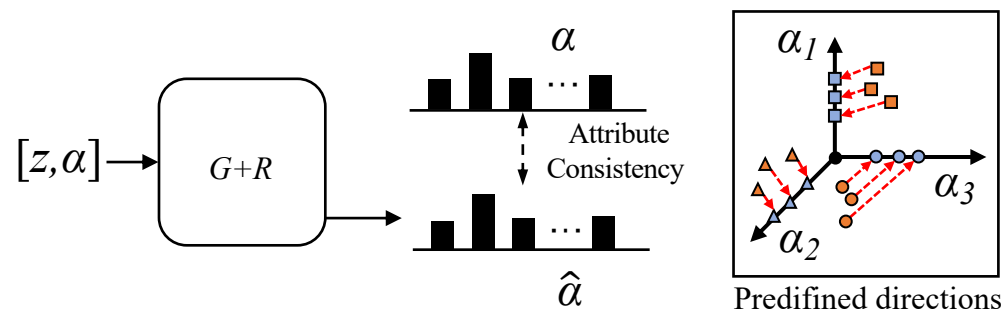 [z,α]
G+R
α
...
Attribute
Consistency
...
α̂
α1
α2
α3
Predifined directions